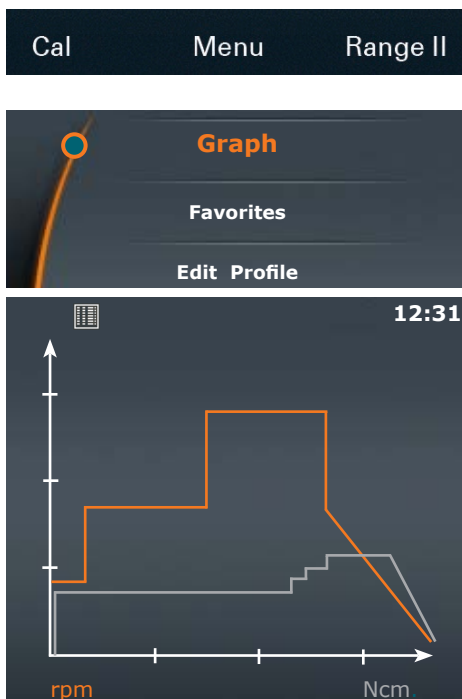 Cal Menu Range II
Graph
Favorites
Edit Profile
12:31
rpm Ncm.